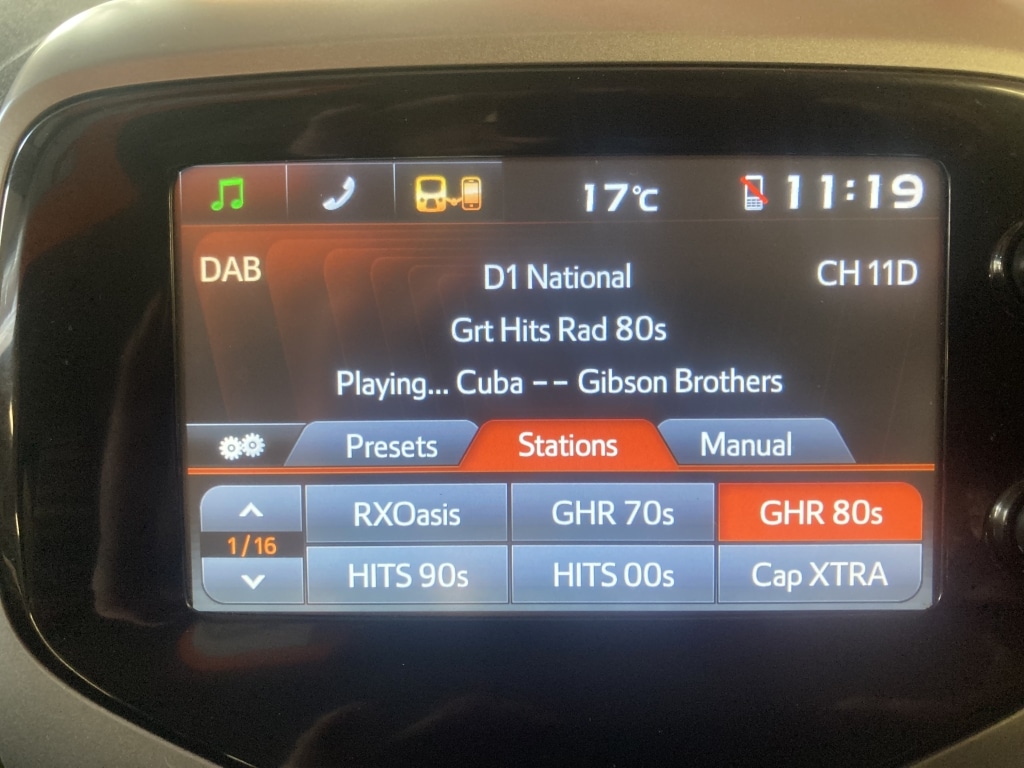 17°C 11:19
DAB D1 National CH 11D
Grt Hits Rad 80s
Playing... Cuba -- Gibson Brothers
Presets Stations Manual
RXOasis GHR 70s GHR 80s
1/16
HITS 90s HITS 00s Cap XTRA